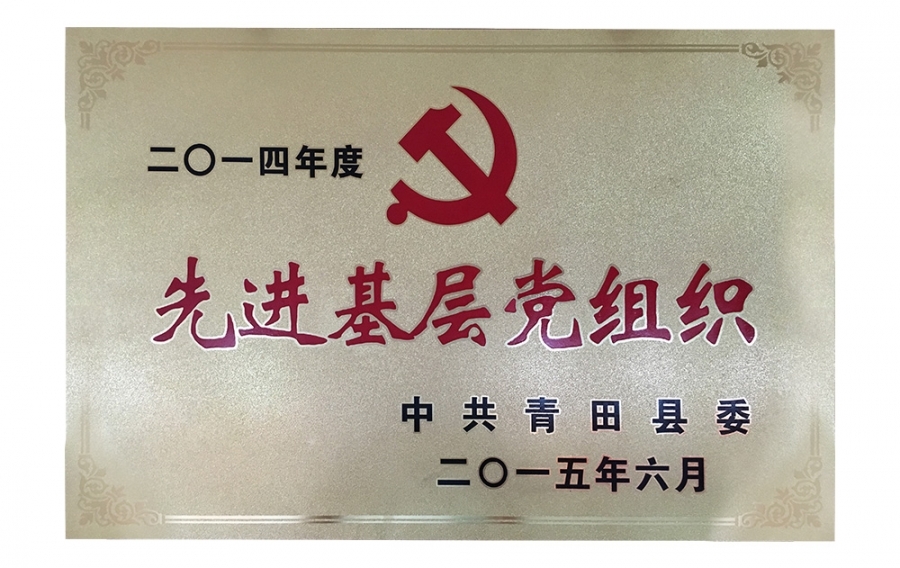 二〇一四年度
先进基层党组织
中共青田县委
二〇一五年六月